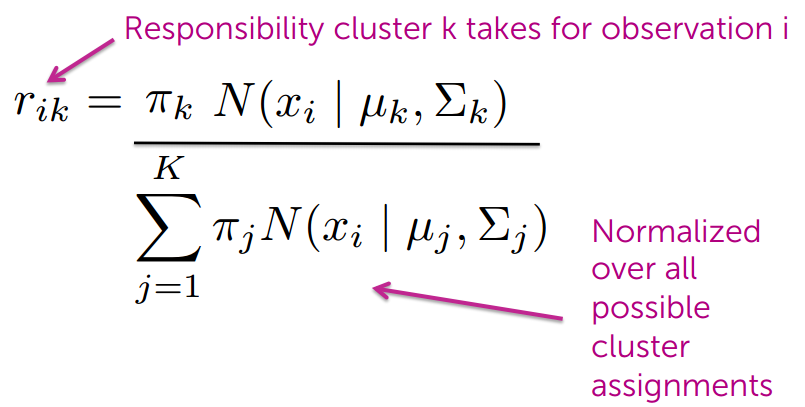 Responsibility cluster k takes for observation i
r_{ik} = π_k N(x_i | μ_k, Σ_k)
K
∑ π_j N(x_i | μ_j, Σ_j)
j=1
Normalized
over all
possible
cluster
assignments